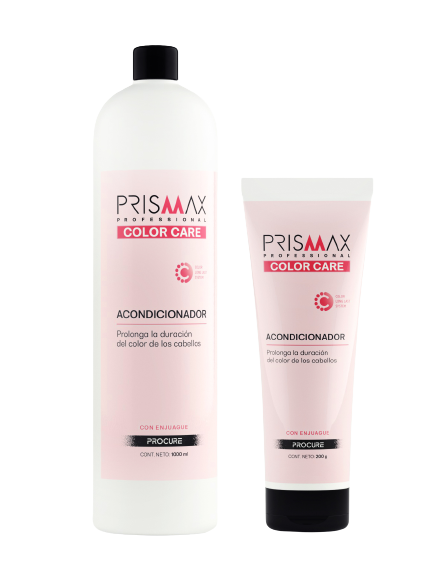 PRISMAX
PROFESSIONAL
COLOR CARE
ACONDICIONADOR
Prolonga la duración
del color de los cabellos
CON ENJUAGUE
PROCURE
CONT. NETO: 1000 ml
PRISMAX
PROFESSIONAL
COLOR CARE
ACONDICIONADOR
Prolonga la duración
del color de los cabellos
CON ENJUAGUE
PROCURE
CONT. NETO: 200 g